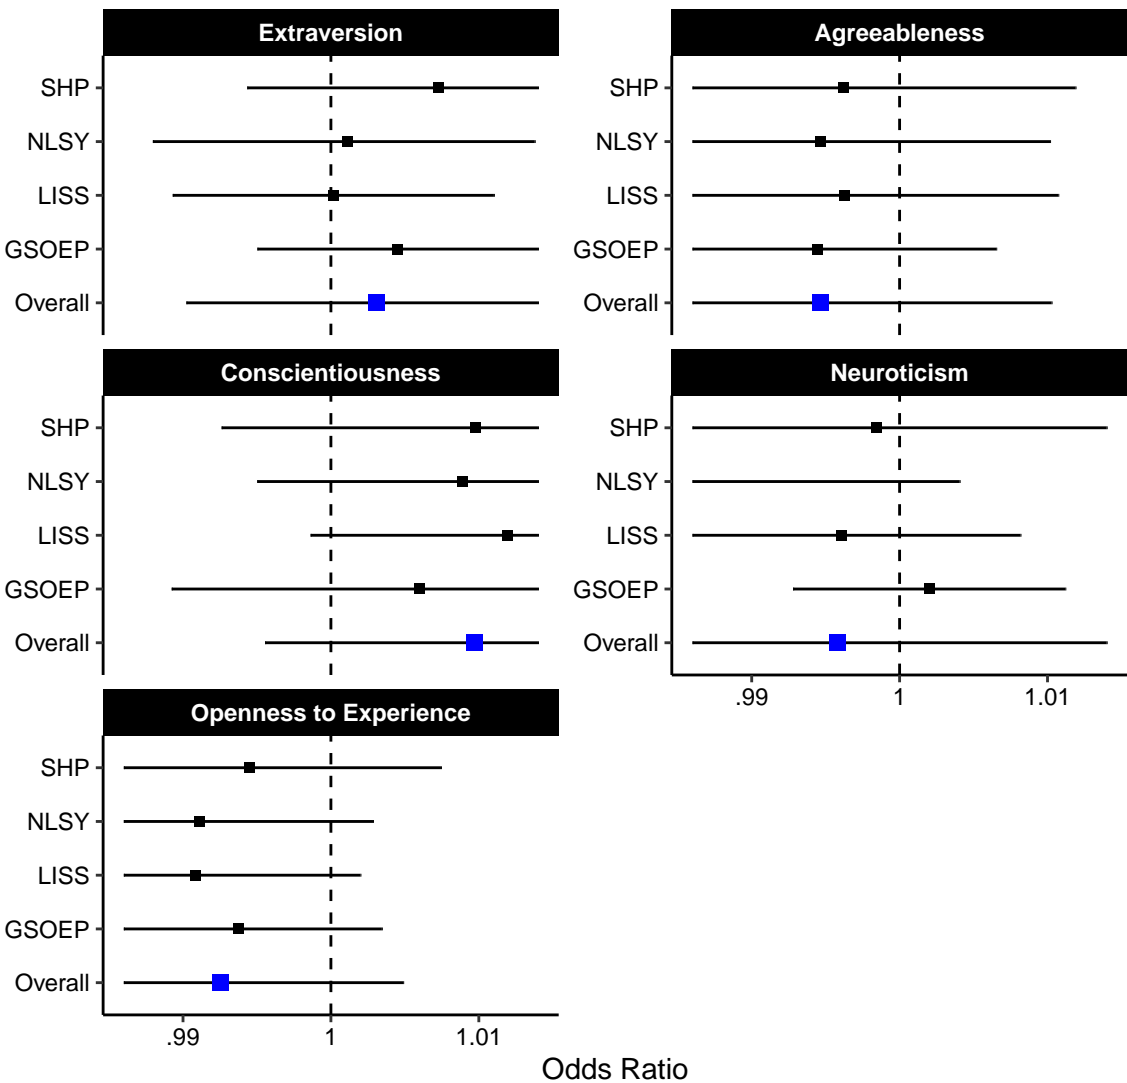 Extraversion
SHP
NLSY
LISS
GSOEP
Overall
Agreeableness
SHP
NLSY
LISS
GSOEP
Overall
Conscientiousness
SHP
NLSY
LISS
GSOEP
Overall
Neuroticism
SHP
NLSY
LISS
GSOEP
Overall
.99 1 1.01
Openness to Experience
SHP
NLSY
LISS
GSOEP
Overall
.99 1 1.01
Odds Ratio